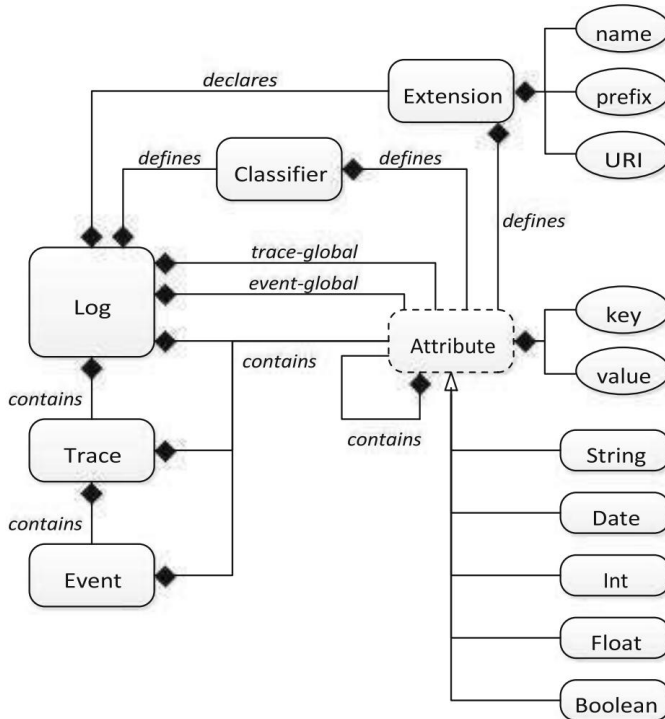 name
declares
Extension
prefix
defines
Classifier
defines
URI
defines
trace-global
Log
event-global
key
Attribute
contains
value
contains
Trace
contains
String
contains
Date
Event
Int
Float
Boolean